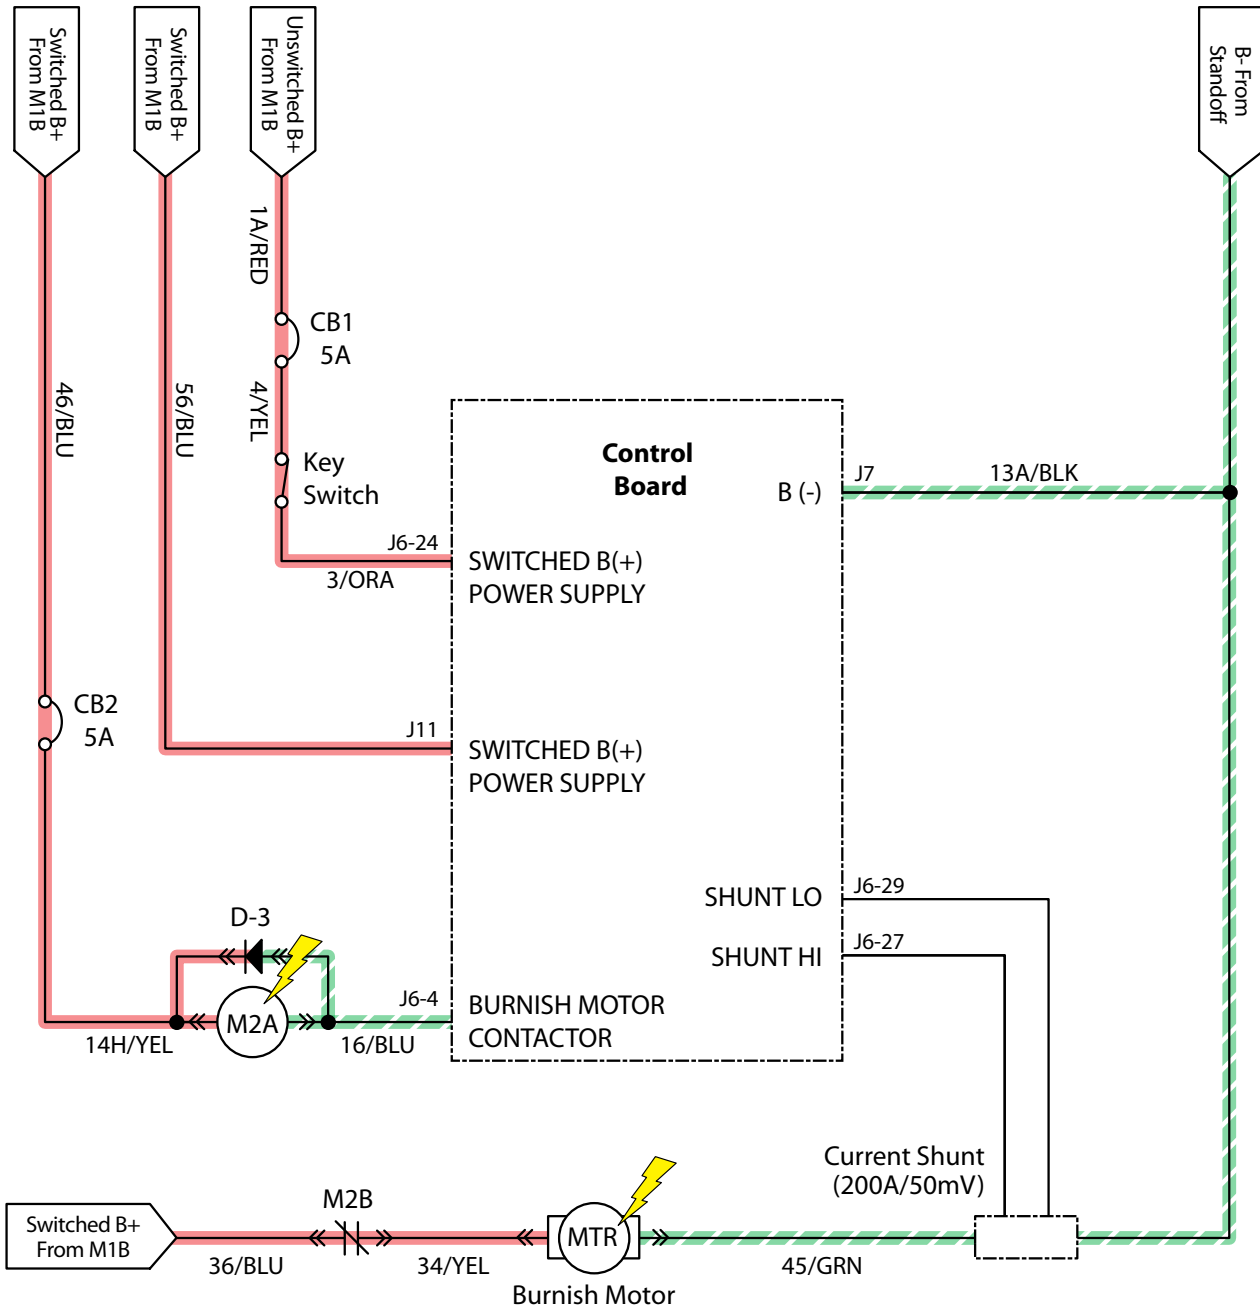 Switched B+
From M1B
Switched B+
From M1B
Unswitched B+
From M1B
B- From
Standoff
1A/RED
CB1
5A
46/BLU
56/BLU
4/YEL
Key
Switch
Control
Board
J7
13A/BLK
B (-)
J6-24
3/ORA
SWITCHED B(+)
POWER SUPPLY
CB2
5A
J11
SWITCHED B(+)
POWER SUPPLY
SHUNT LO
J6-29
D-3
SHUNT HI
J6-27
M2A
J6-4
BURNISH MOTOR
CONTACTOR
14H/YEL
16/BLU
Current Shunt
(200A/50mV)
M2B
Switched B+
From M1B
MTR
36/BLU
34/YEL
45/GRN
Burnish Motor